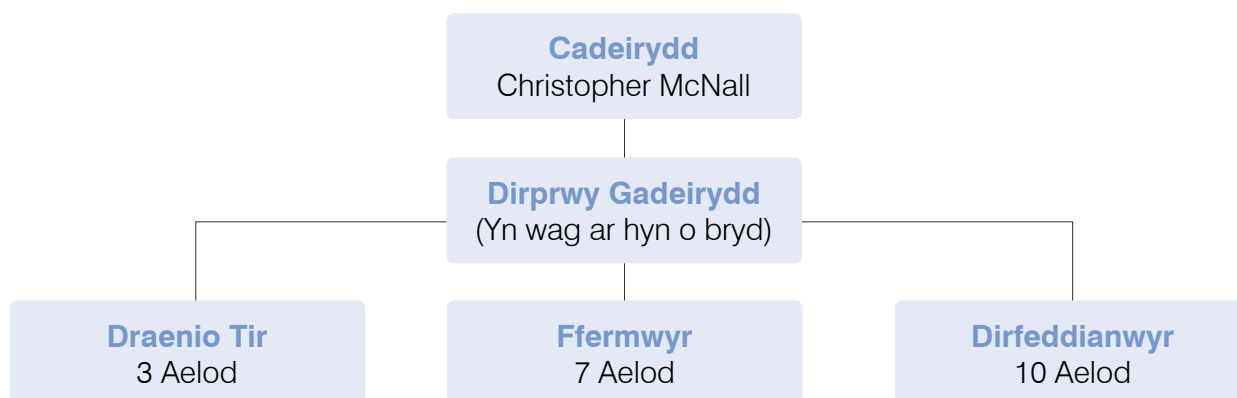 Cadeirydd
Christopher McNall
Dirprwy Gadeirydd
(Yn wag ar hyn o bryd)
Draenio Tir
3 Aelod
Ffermwyr
7 Aelod
Dirfeddianwyr
10 Aelod